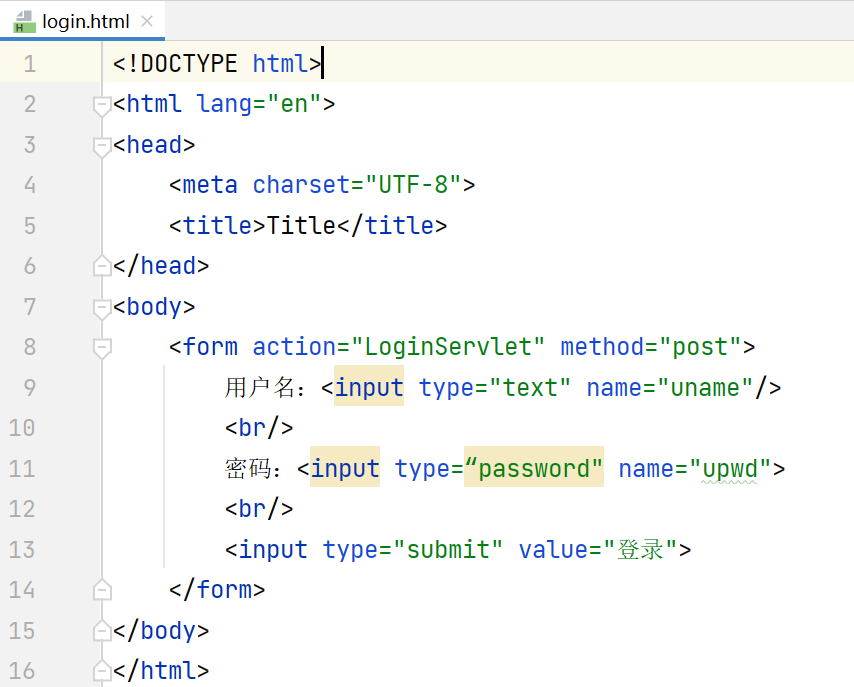 login.html
1 <!DOCTYPE html>
2 <html lang="en">
3 <head>
4 <meta charset="UTF-8">
5 <title>Title</title>
6 </head>
7 <body>
8 <form action="LoginServlet" method="post">
9 用户名：<input type="text" name="uname"/>
10 <br/>
11 密码：<input type=“password" name="upwd">
12 <br/>
13 <input type="submit" value="登录">
14 </form>
15 </body>
16 </html>